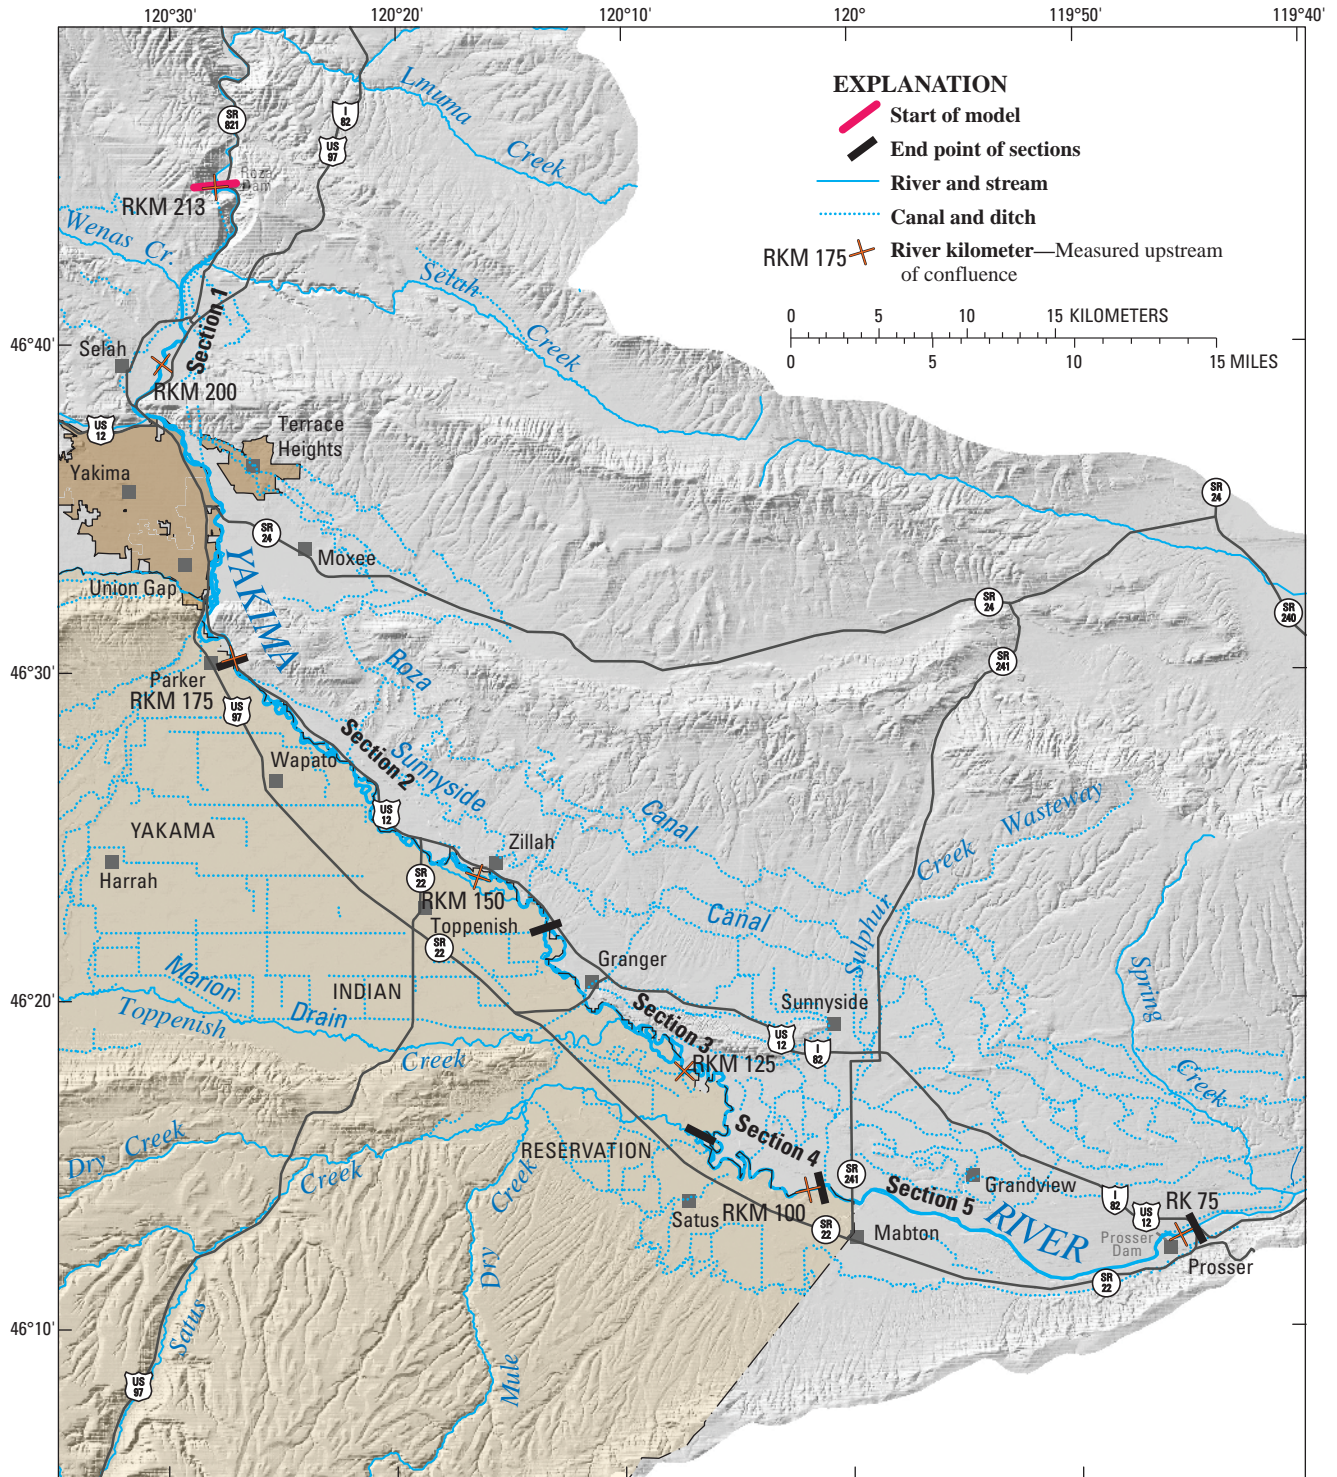 120°30'
120°20'
120°10'
120°
119°50'
119°40'
EXPLANATION
Start of model
End point of sections
River and stream
Canal and ditch
RKM 175
River kilometer—Measured upstream
of confluence
0 5 10 15 KILOMETERS
0 5 10 15 MILES
Lmuma
Creek
SR
821
I
82
US
97
Roza
Dam
RKM 213
Wenas Cr.
Selah
Creek
Section 1
46°40'
Selah
RKM 200
US
12
Terrace
Heights
Yakima
SR
24
Moxee
Union Gap
SR
24
SR
24
SR
240
SR
241
YAKIMA
46°30'
Parker
RKM 175
US
97
Roza
Section 2
Sunnyside
Wapato
US
12
Canal
Creek
Wasteway
YAKAMA
Harrah
Zillah
SR
22
RKM 150
Toppenish
SR
22
Canal
Sulphur
Spring
Granger
Marion
Drain
INDIAN
46°20'
Toppenish
Creek
Section 3
Sunnyside
US
12
I
82
RKM 125
Creek
Dry Creek
Creek
RESERVATION
Creek
Section 4
SR
241
Section 5
Grandview
I
82
US
12
RK 75
Satus
RKM 100
SR
22
Mabton
RIVER
Prosser
Dam
Prosser
SR
22
Dry
46°10'
Satus
Mule
US
97